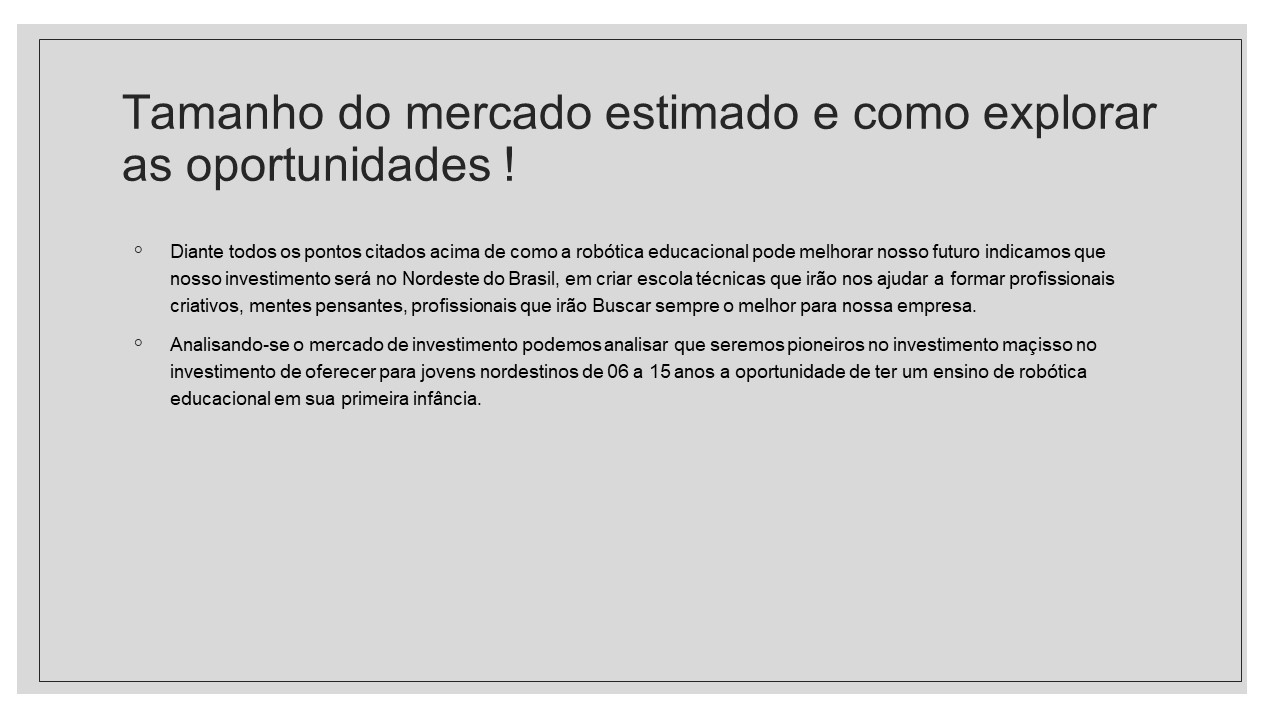 Tamanho do mercado estimado e como explorar
as oportunidades !
◦ Diante todos os pontos citados acima de como a robótica educacional pode melhorar nosso futuro indicamos que
nosso investimento será no Nordeste do Brasil, em criar escola técnicas que irão nos ajudar a formar profissionais
criativos, mentes pensantes, profissionais que irão Buscar sempre o melhor para nossa empresa.
◦ Analisando-se o mercado de investimento podemos analisar que seremos pioneiros no investimento maçisso no
investimento de oferecer para jovens nordestinos de 06 a 15 anos a oportunidade de ter um ensino de robótica
educacional em sua primeira infância.